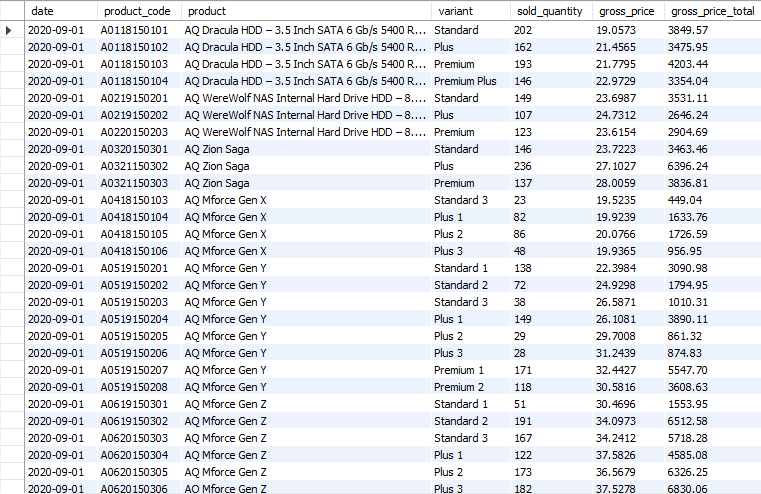 date product_code product variant sold_quantity gross_price gross_price_total
2020-09-01 A0118150101 AQ Dracula HDD – 3.5 Inch SATA 6 Gb/s 5400 R... Standard 202 19.0573 3849.57
2020-09-01 A0118150102 AQ Dracula HDD – 3.5 Inch SATA 6 Gb/s 5400 R... Plus 162 21.4565 3475.95
2020-09-01 A0118150103 AQ Dracula HDD – 3.5 Inch SATA 6 Gb/s 5400 R... Premium 193 21.7795 4203.44
2020-09-01 A0118150104 AQ Dracula HDD – 3.5 Inch SATA 6 Gb/s 5400 R... Premium Plus 146 22.9729 3354.04
2020-09-01 A0219150201 AQ WereWolf NAS Internal Hard Drive HDD – 8.... Standard 149 23.6987 3531.11
2020-09-01 A0219150202 AQ WereWolf NAS Internal Hard Drive HDD – 8.... Plus 107 24.7312 2646.24
2020-09-01 A0220150203 AQ WereWolf NAS Internal Hard Drive HDD – 8.... Premium 123 23.6154 2904.69
2020-09-01 A0320150301 AQ Zion Saga Standard 146 23.7223 3463.46
2020-09-01 A0321150302 AQ Zion Saga Plus 236 27.1027 6396.24
2020-09-01 A0321150303 AQ Zion Saga Premium 137 28.0059 3836.81
2020-09-01 A0418150103 AQ Mforce Gen X Standard 3 23 19.5235 449.04
2020-09-01 A0418150104 AQ Mforce Gen X Plus 1 82 19.9239 1633.76
2020-09-01 A0418150105 AQ Mforce Gen X Plus 2 86 20.0766 1726.59
2020-09-01 A0418150106 AQ Mforce Gen X Plus 3 48 19.9365 956.95
2020-09-01 A0519150201 AQ Mforce Gen Y Standard 1 138 22.3984 3090.98
2020-09-01 A0519150202 AQ Mforce Gen Y Standard 2 72 24.9298 1794.95
2020-09-01 A0519150203 AQ Mforce Gen Y Standard 3 38 26.5871 1010.31
2020-09-01 A0519150204 AQ Mforce Gen Y Plus 1 149 26.1081 3890.11
2020-09-01 A0519150205 AQ Mforce Gen Y Plus 2 29 29.7008 861.32
2020-09-01 A0519150206 AQ Mforce Gen Y Plus 3 28 31.2439 874.83
2020-09-01 A0519150207 AQ Mforce Gen Y Premium 1 171 32.4427 5547.70
2020-09-01 A0519150208 AQ Mforce Gen Y Premium 2 118 30.5816 3608.63
2020-09-01 A0619150301 AQ Mforce Gen Z Standard 1 51 30.4696 1553.95
2020-09-01 A0619150302 AQ Mforce Gen Z Standard 2 191 34.0973 6512.58
2020-09-01 A0620150303 AQ Mforce Gen Z Standard 3 167 34.2412 5718.28
2020-09-01 A0620150304 AQ Mforce Gen Z Plus 1 122 37.5826 4585.08
2020-09-01 A0620150305 AQ Mforce Gen Z Plus 2 173 36.5679 6326.25
2020-09-01 A0620150306 AQ Mforce Gen Z Plus 3 182 37.5278 6830.06